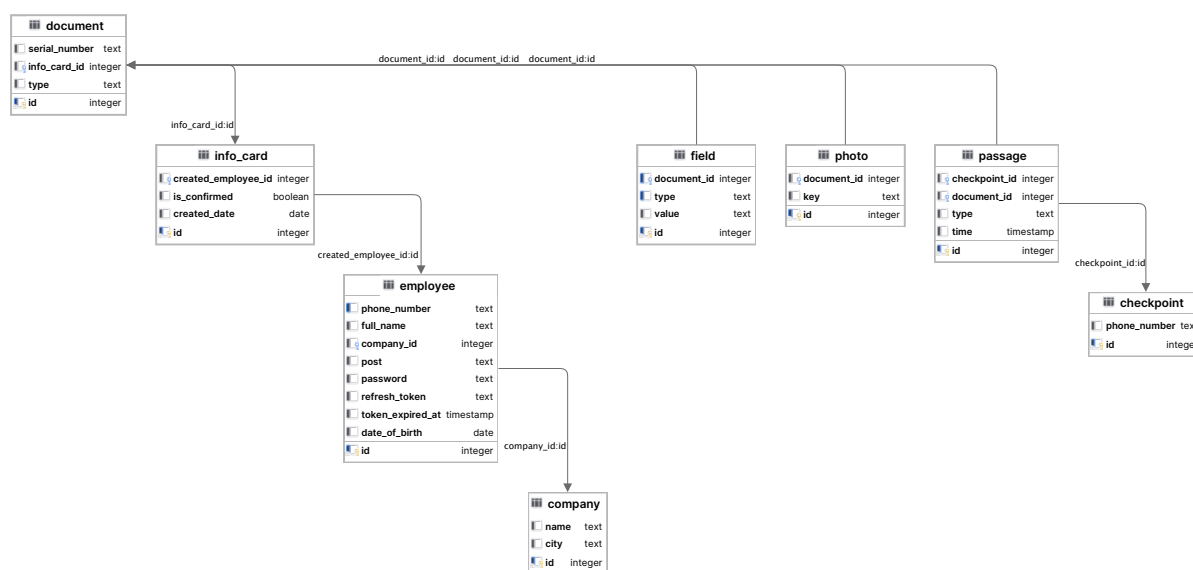 document
serial_number text
info_card_id integer
type text
id integer
document_id:id document_id:id document_id:id
info_card_id:id
info_card
created_employee_id integer
is_confirmed boolean
created_date date
id integer
field
document_id integer
type text
value text
id integer
photo
document_id integer
key text
id integer
passage
checkpoint_id integer
document_id integer
type text
time timestamp
id integer
created_employee_id:id
checkpoint_id:id
employee
phone_number text
full_name text
company_id integer
post text
password text
refresh_token text
token_expired_at timestamp
date_of_birth date
id integer
checkpoint
phone_number tex
id intege
company_id:id
company
name text
city text
id integer